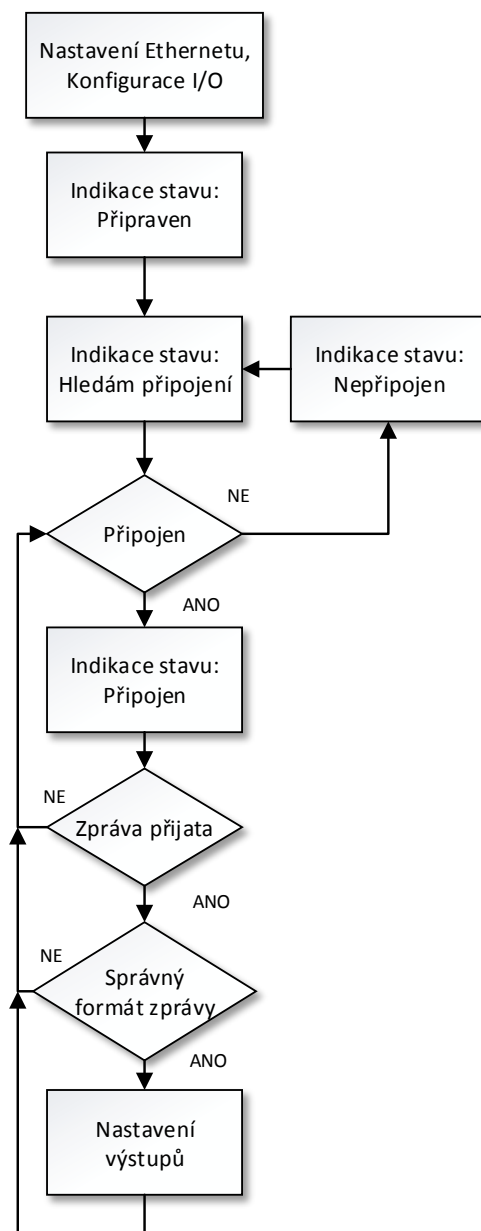 Nastavení Ethernetu,
Konfigurace I/O
Indikace stavu:
Připraven
Indikace stavu:
Hledám připojení
Indikace stavu:
Nepřipojen
NE
Připojen
ANO
Indikace stavu:
Připojen
NE
Zpráva přijata
ANO
NE
Správný
formát zprávy
ANO
Nastavení
výstupů